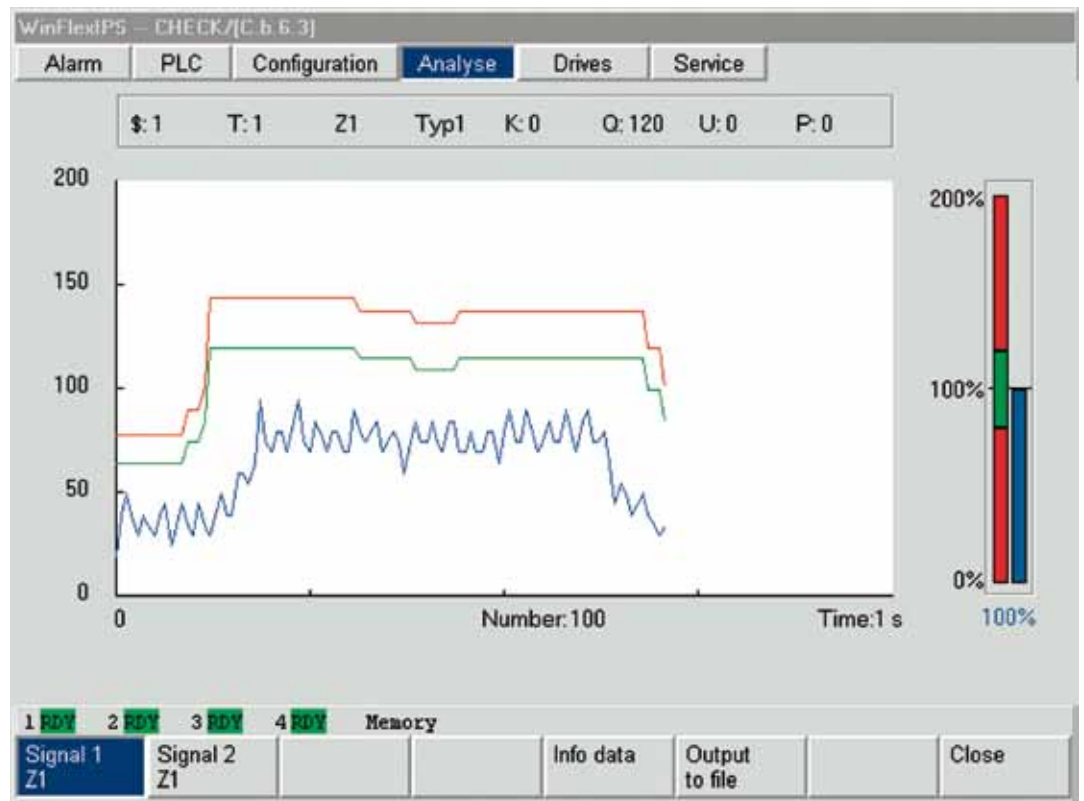 WinFlexIPS – CHECK/[C.b.6.3]
Alarm PLC Configuration Analyse Drives Service
$: 1 T: 1 Z1 Typ1 K: 0 Q: 120 U: 0 P: 0
200
150
100
50
0
0 Number: 100 Time:1 s
200%
100%
0%
100%
1 RDY 2 RDY 3 RDY 4 RDY Memory
Signal 1
Z1
Signal 2
Z1
Info data
Output
to file
Close